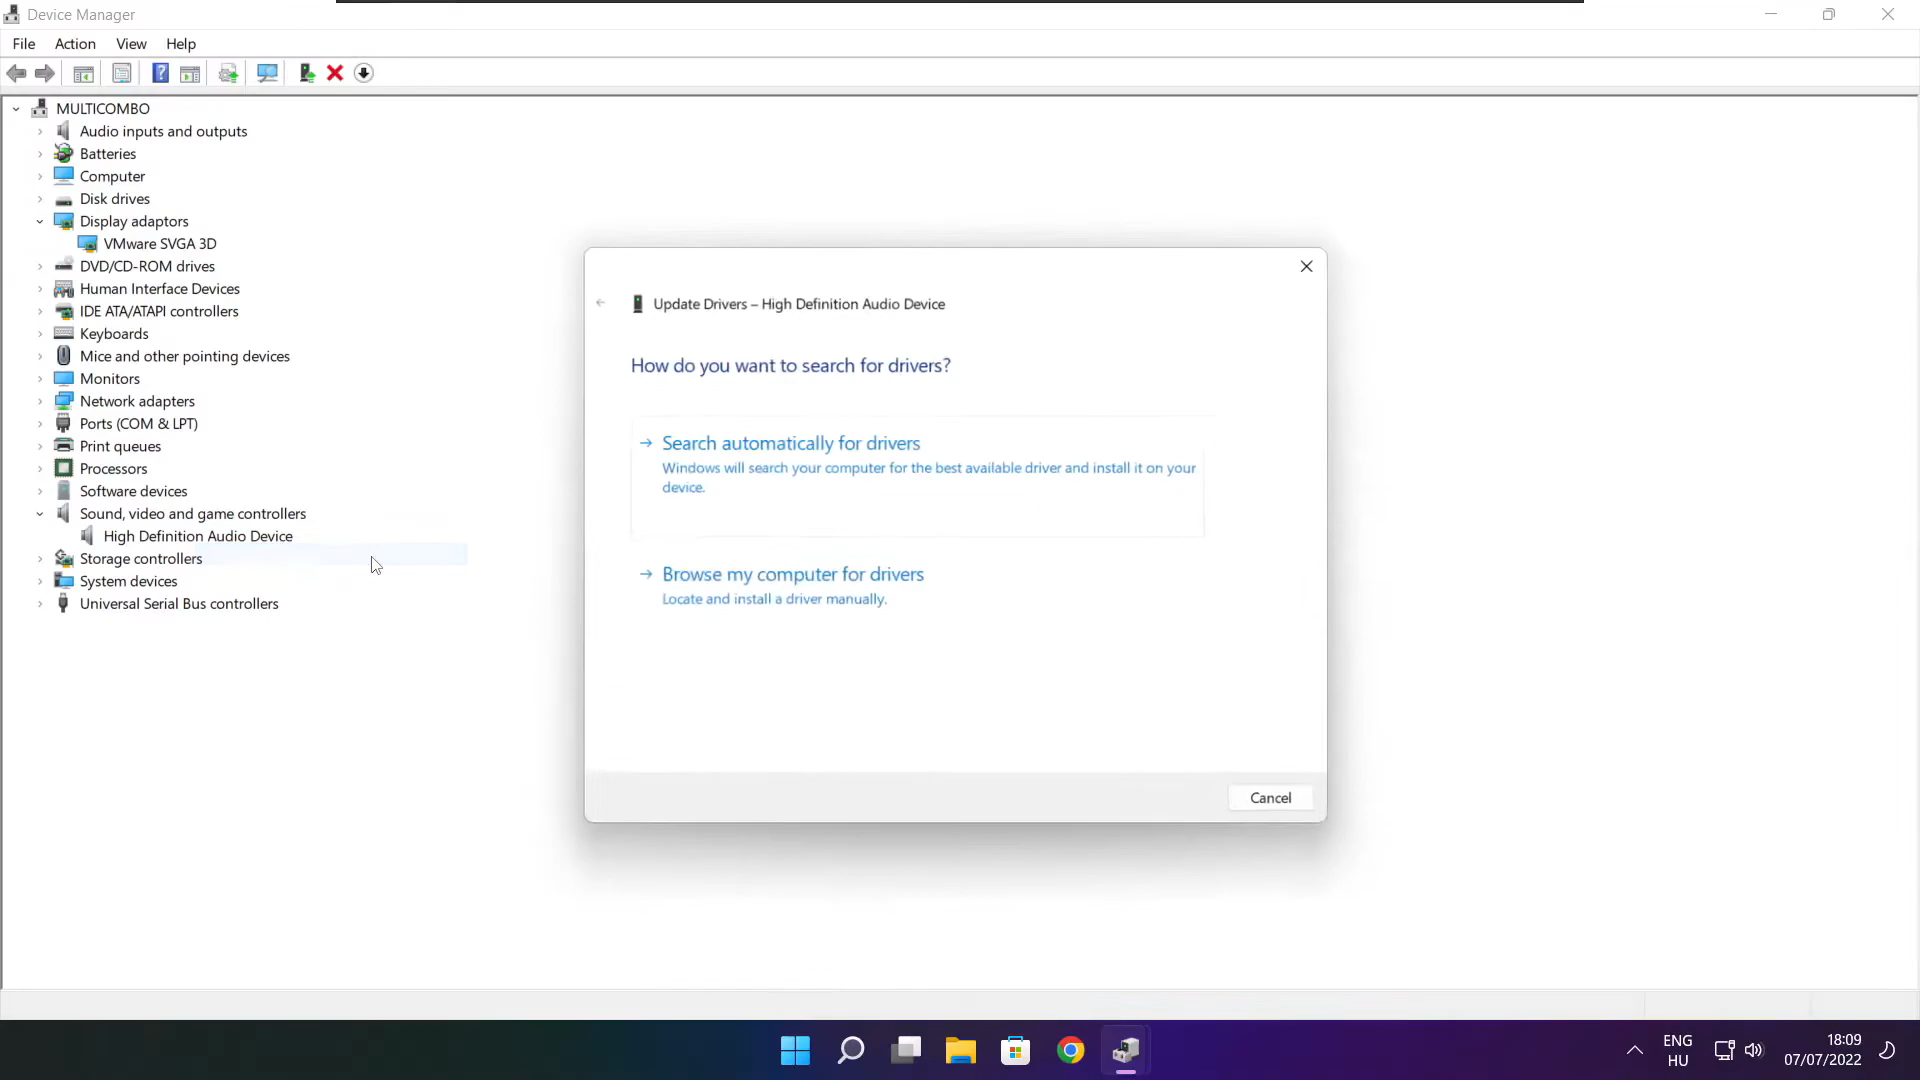 Device Manager
File Action View Help
MULTICOMBO
Audio inputs and outputs
Batteries
Computer
Disk drives
Display adaptors
VMware SVGA 3D
DVD/CD-ROM drives
Human Interface Devices
IDE ATA/ATAPI controllers
Keyboards
Mice and other pointing devices
Monitors
Network adapters
Ports (COM & LPT)
Print queues
Processors
Software devices
Sound, video and game controllers
High Definition Audio Device
Storage controllers
System devices
Universal Serial Bus controllers
Update Drivers – High Definition Audio Device
How do you want to search for drivers?
Search automatically for drivers
Windows will search your computer for the best available driver and install it on your
device.
Browse my computer for drivers
Locate and install a driver manually.
Cancel
ENG
HU
18:09
07/07/2022